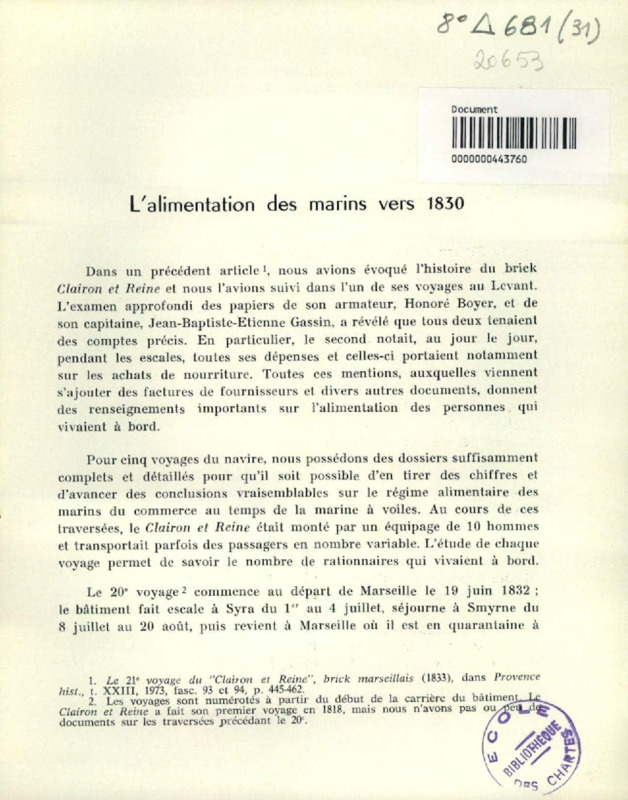 8° Δ 681 (31)
20653
Document
0000000443760
L'alimentation des marins vers 1830
Dans un précédent article 1, nous avions évoqué l'histoire du brick
Clairon et Reine et nous l'avions suivi dans l'un de ses voyages au Levant.
L'examen approfondi des papiers de son armateur, Honoré Boyer, et de
son capitaine, Jean-Baptiste-Etienne Gassin, a révélé que tous deux tenaient
des comptes précis. En particulier, le second notait, au jour le jour,
pendant les escales, toutes ses dépenses et celles-ci portaient notamment
sur les achats de nourriture. Toutes ces mentions, auxquelles viennent
s'ajouter des factures de fournisseurs et divers autres documents, donnent
des renseignements importants sur l'alimentation des personnes qui
vivaient à bord.
Pour cinq voyages du navire, nous possédons des dossiers suffisamment
complets et détaillés pour qu'il soit possible d'en tirer des chiffres et
d'avancer des conclusions vraisemblables sur le régime alimentaire des
marins du commerce au temps de la marine à voiles. Au cours de ces
traversées, le Clairon et Reine était monté par un équipage de 10 hommes
et transportait parfois des passagers en nombre variable. L'étude de chaque
voyage permet de savoir le nombre de rationnaires qui vivaient à bord.
Le 20e voyage 2 commence au départ de Marseille le 19 juin 1832 ;
le bâtiment fait escale à Syra du 1er au 4 juillet, séjourne à Smyrne du
8 juillet au 20 août, puis revient à Marseille où il est en quarantaine à
1. Le 21e voyage du "Clairon et Reine", brick marseillais (1833), dans Provence
hist., t. XXIII, 1973, fasc. 93 et 94, p. 445-462.
2. Les voyages sont numérotés à partir du début de la carrière du bâtiment. Le
Clairon et Reine a fait son premier voyage en 1818, mais nous n'avons pas ou peu de
documents sur les traversées précédant le 20e.
ECOLE
BIBLIOTHÈQUE
DES CHARTES